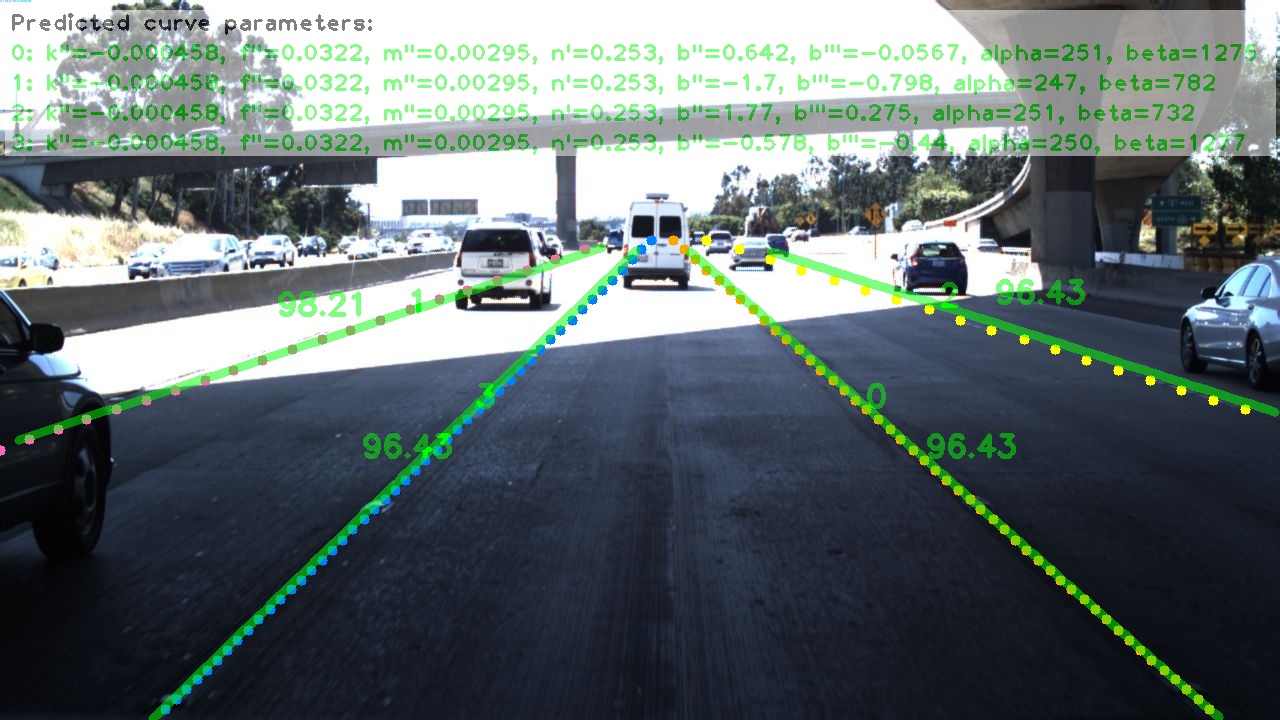 Predicted curve parameters:
0: k''=-0.000458, f''=0.0322, m''=0.00295, n'=0.253, b''=0.642, b'''=-0.0567, alpha=251, beta=1275
1: k''=-0.000458, f''=0.0322, m''=0.00295, n'=0.253, b''=-1.7, b'''=-0.798, alpha=247, beta=782
2: k''=-0.000458, f''=0.0322, m''=0.00295, n'=0.253, b''=1.77, b'''=0.275, alpha=251, beta=732
3: k''=-0.000458, f''=0.0322, m''=0.00295, n'=0.253, b''=-0.578, b'''=-0.44, alpha=250, beta=1277
98.21 1
2 96.43
3
0
96.43
96.43